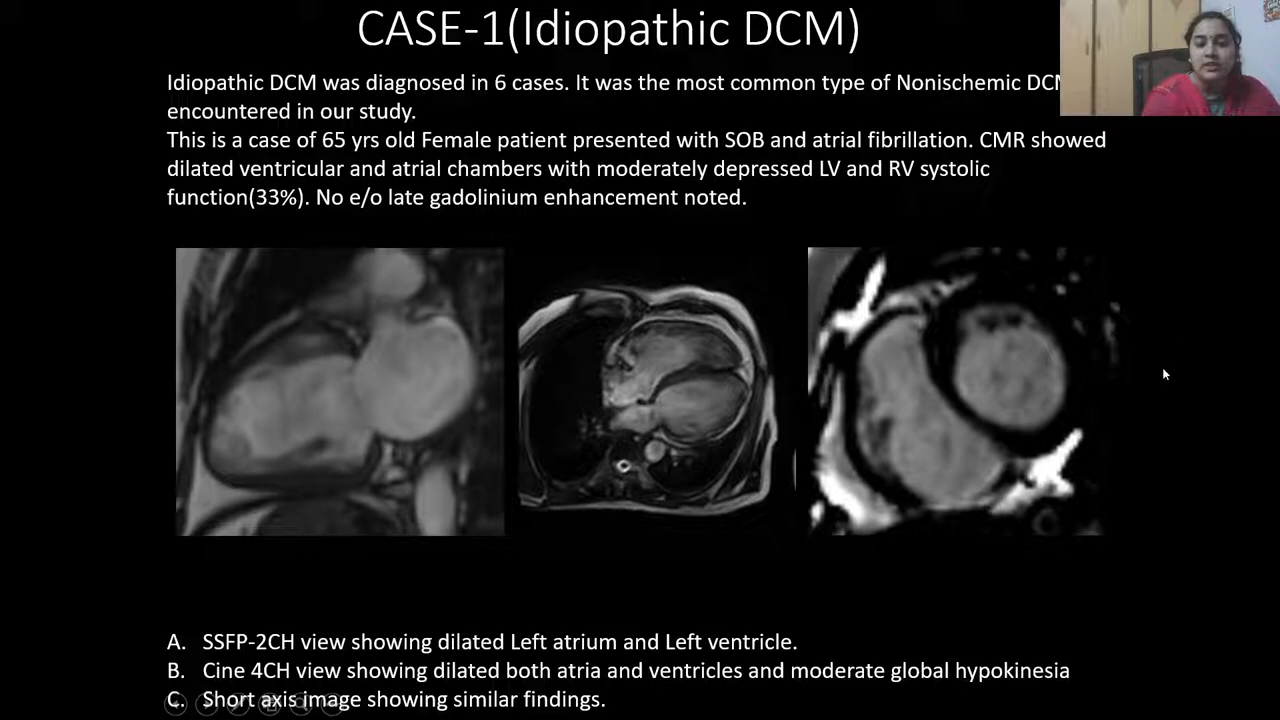 CASE-1(Idiopathic DCM)
Idiopathic DCM was diagnosed in 6 cases. It was the most common type of Nonischemic
encountered in our study.
This is a case of 65 yrs old Female patient presented with SOB and atrial fibrillation. CMR showed
dilated ventricular and atrial chambers with moderately depressed LV and RV systolic
function(33%). No e/o late gadolinium enhancement noted.
A. SSFP-2CH view showing dilated Left atrium and Left ventricle.
B. Cine 4CH view showing dilated both atria and ventricles and moderate global hypokinesia
C. Short axis image showing similar findings.